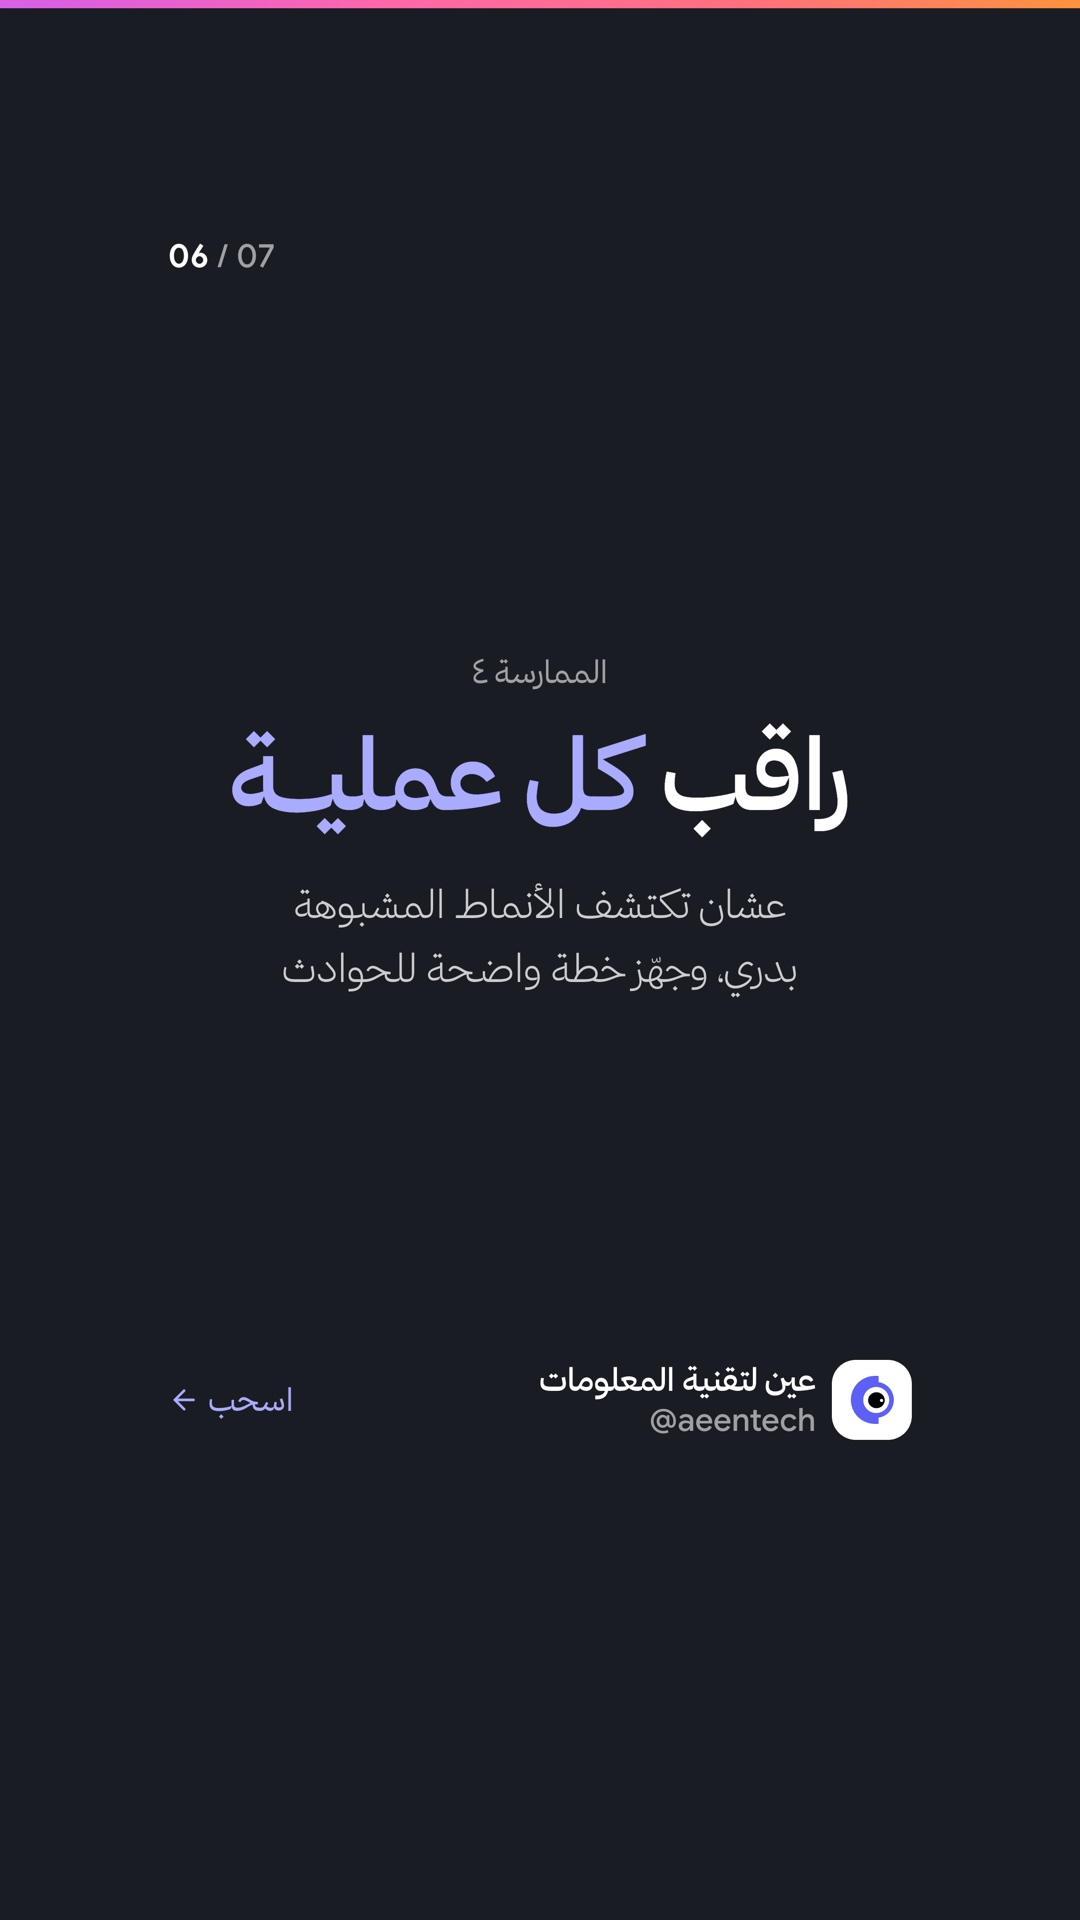 06 / 07
الممارسة ٤
راقب كل عمليـة
عشان تكتشف الأنماط المشبوهة
بدري، وجهّز خطة واضحة للحوادث
عين لتقنية المعلومات
@aeentech
اسحب ←